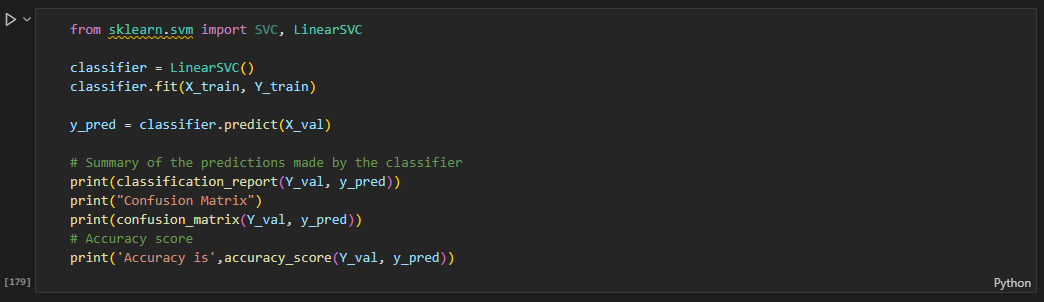 from sklearn.svm import SVC, LinearSVC
classifier = LinearSVC()
classifier.fit(X_train, Y_train)
y_pred = classifier.predict(X_val)
# Summary of the predictions made by the classifier
print(classification_report(Y_val, y_pred))
print("Confusion Matrix")
print(confusion_matrix(Y_val, y_pred))
# Accuracy score
print('Accuracy is',accuracy_score(Y_val, y_pred))
[179]
Python